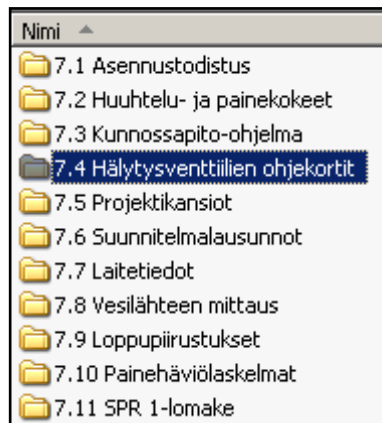 Nimi
7.1 Asennustodistus
7.2 Huuhtelu- ja painekokeet
7.3 Kunnossapito-ohjelma
7.4 Hälytysventtiilien ohjekortit
7.5 Projektikansiot
7.6 Suunnitelmalausunnot
7.7 Laitetiedot
7.8 Vesilähteen mittaus
7.9 Loppupiirustukset
7.10 Painehäviölaskelmat
7.11 SPR 1-lomake